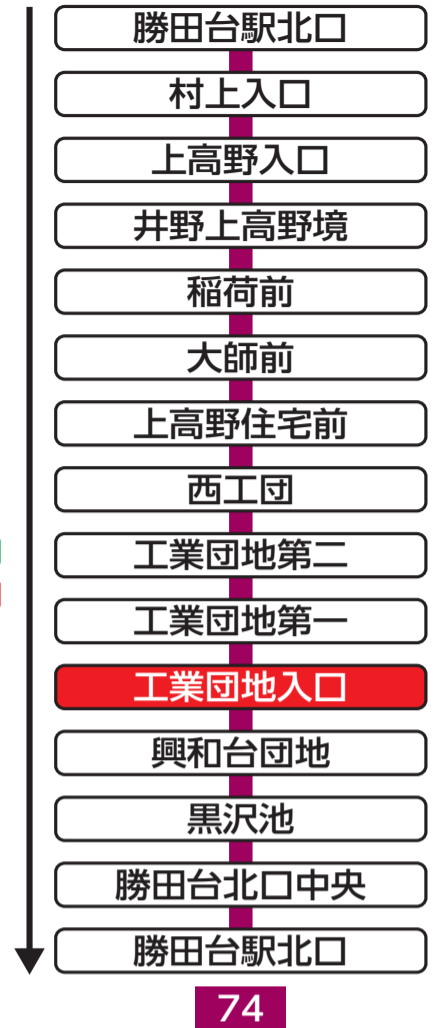 勝田台駅北口
村上入口
上高野入口
井野上高野境
稲荷前
大師前
上高野住宅前
西工団
工業団地第二
工業団地第一
工業団地入口
興和台団地
黒沢池
勝田台北口中央
勝田台駅北口
74